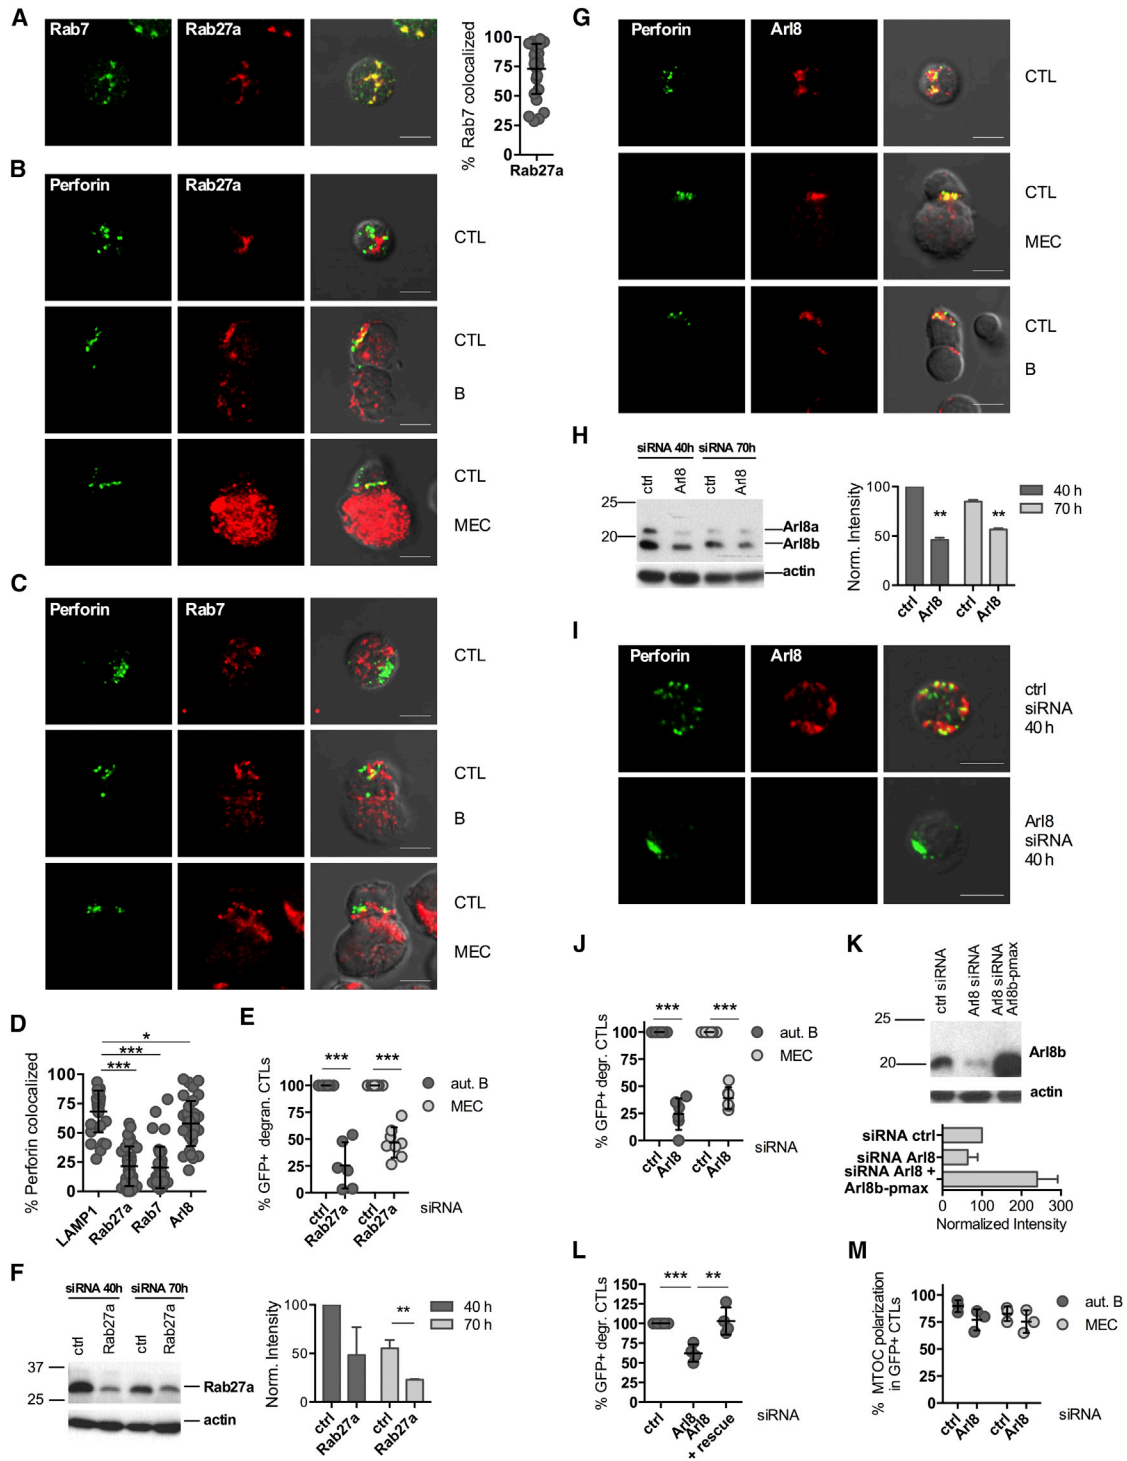 A
Rab7
Rab27a
% Rab7 colocalized
100
75
50
25
0
Rab27a
B
Perforin
Rab27a
CTL
CTL
B
CTL
MEC
C
Perforin
Rab7
CTL
CTL
B
CTL
MEC
D
% Perforin colocalized
100
75
50
25
0
*
***
***
LAMP1
Rab27a
Rab7
Arl8
E
% GFP+ degran. CTLs
100
75
50
25
0
*** ***
aut. B
MEC
ctrl
Rab27a
ctrl
Rab27a
siRNA
F
siRNA 40h siRNA 70h
ctrl
Rab27a
ctrl
Rab27a
37
25
Rab27a
actin
Norm. Intensity
100
50
0
**
40 h
70 h
ctrl
Rab27a
ctrl
Rab27a
G
Perforin
Arl8
CTL
CTL
MEC
CTL
B
H
siRNA 40h siRNA 70h
ctrl
Arl8
ctrl
Arl8
25
20
Arl8a
Arl8b
actin
Norm. Intensity
100
50
0
** **
40 h
70 h
ctrl
Arl8
ctrl
Arl8
I
Perforin
Arl8
ctrl
siRNA
40 h
Arl8
siRNA
40 h
J
% GFP+ degr. CTLs
100
75
50
25
0
*** ***
aut. B
MEC
ctrl
Arl8
ctrl
Arl8
siRNA
K
ctrl siRNA
Arl8 siRNA
Arl8 siRNA
Arl8b-pmax
25
20
Arl8b
actin
siRNA ctrl
siRNA Arl8
siRNA Arl8 +
Arl8b-pmax
0 100 200 300
Normalized Intensity
L
% GFP+ degr. CTLs
150
125
100
75
50
25
0
*** **
ctrl
Arl8
Arl8
+ rescue
siRNA
M
% MTOC polarization
in GFP+ CTLs
100
75
50
25
0
aut. B
MEC
ctrl
Arl8
ctrl
Arl8
siRNA